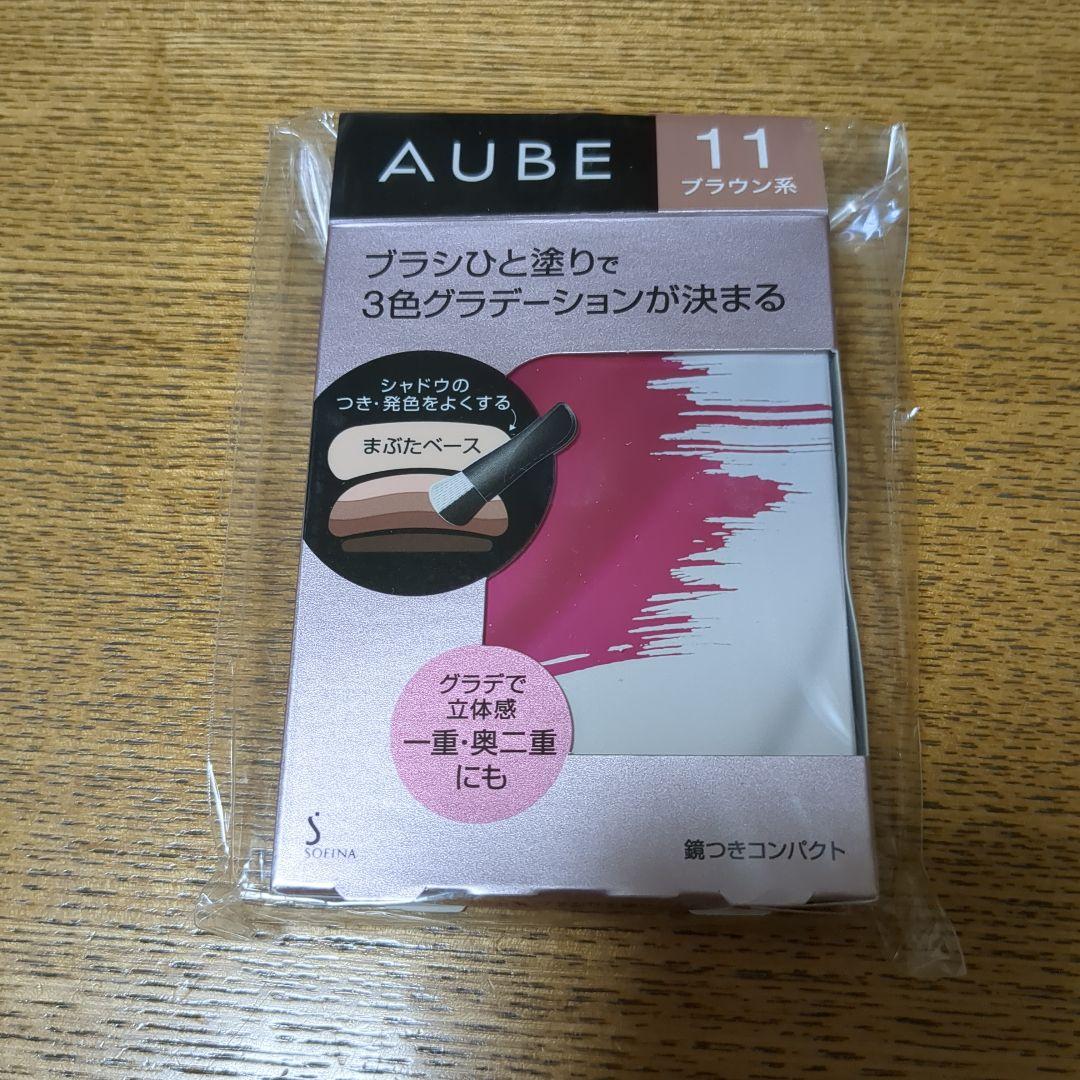 AUBE
11
ブラウン系
ブラシひと塗りで
3色グラデーションが決まる
シャドウの
つき・発色をよくする
まぶたベース
グラデで
立体感
一重・奥二重
にも
SOFINA
鏡つきコンパクト